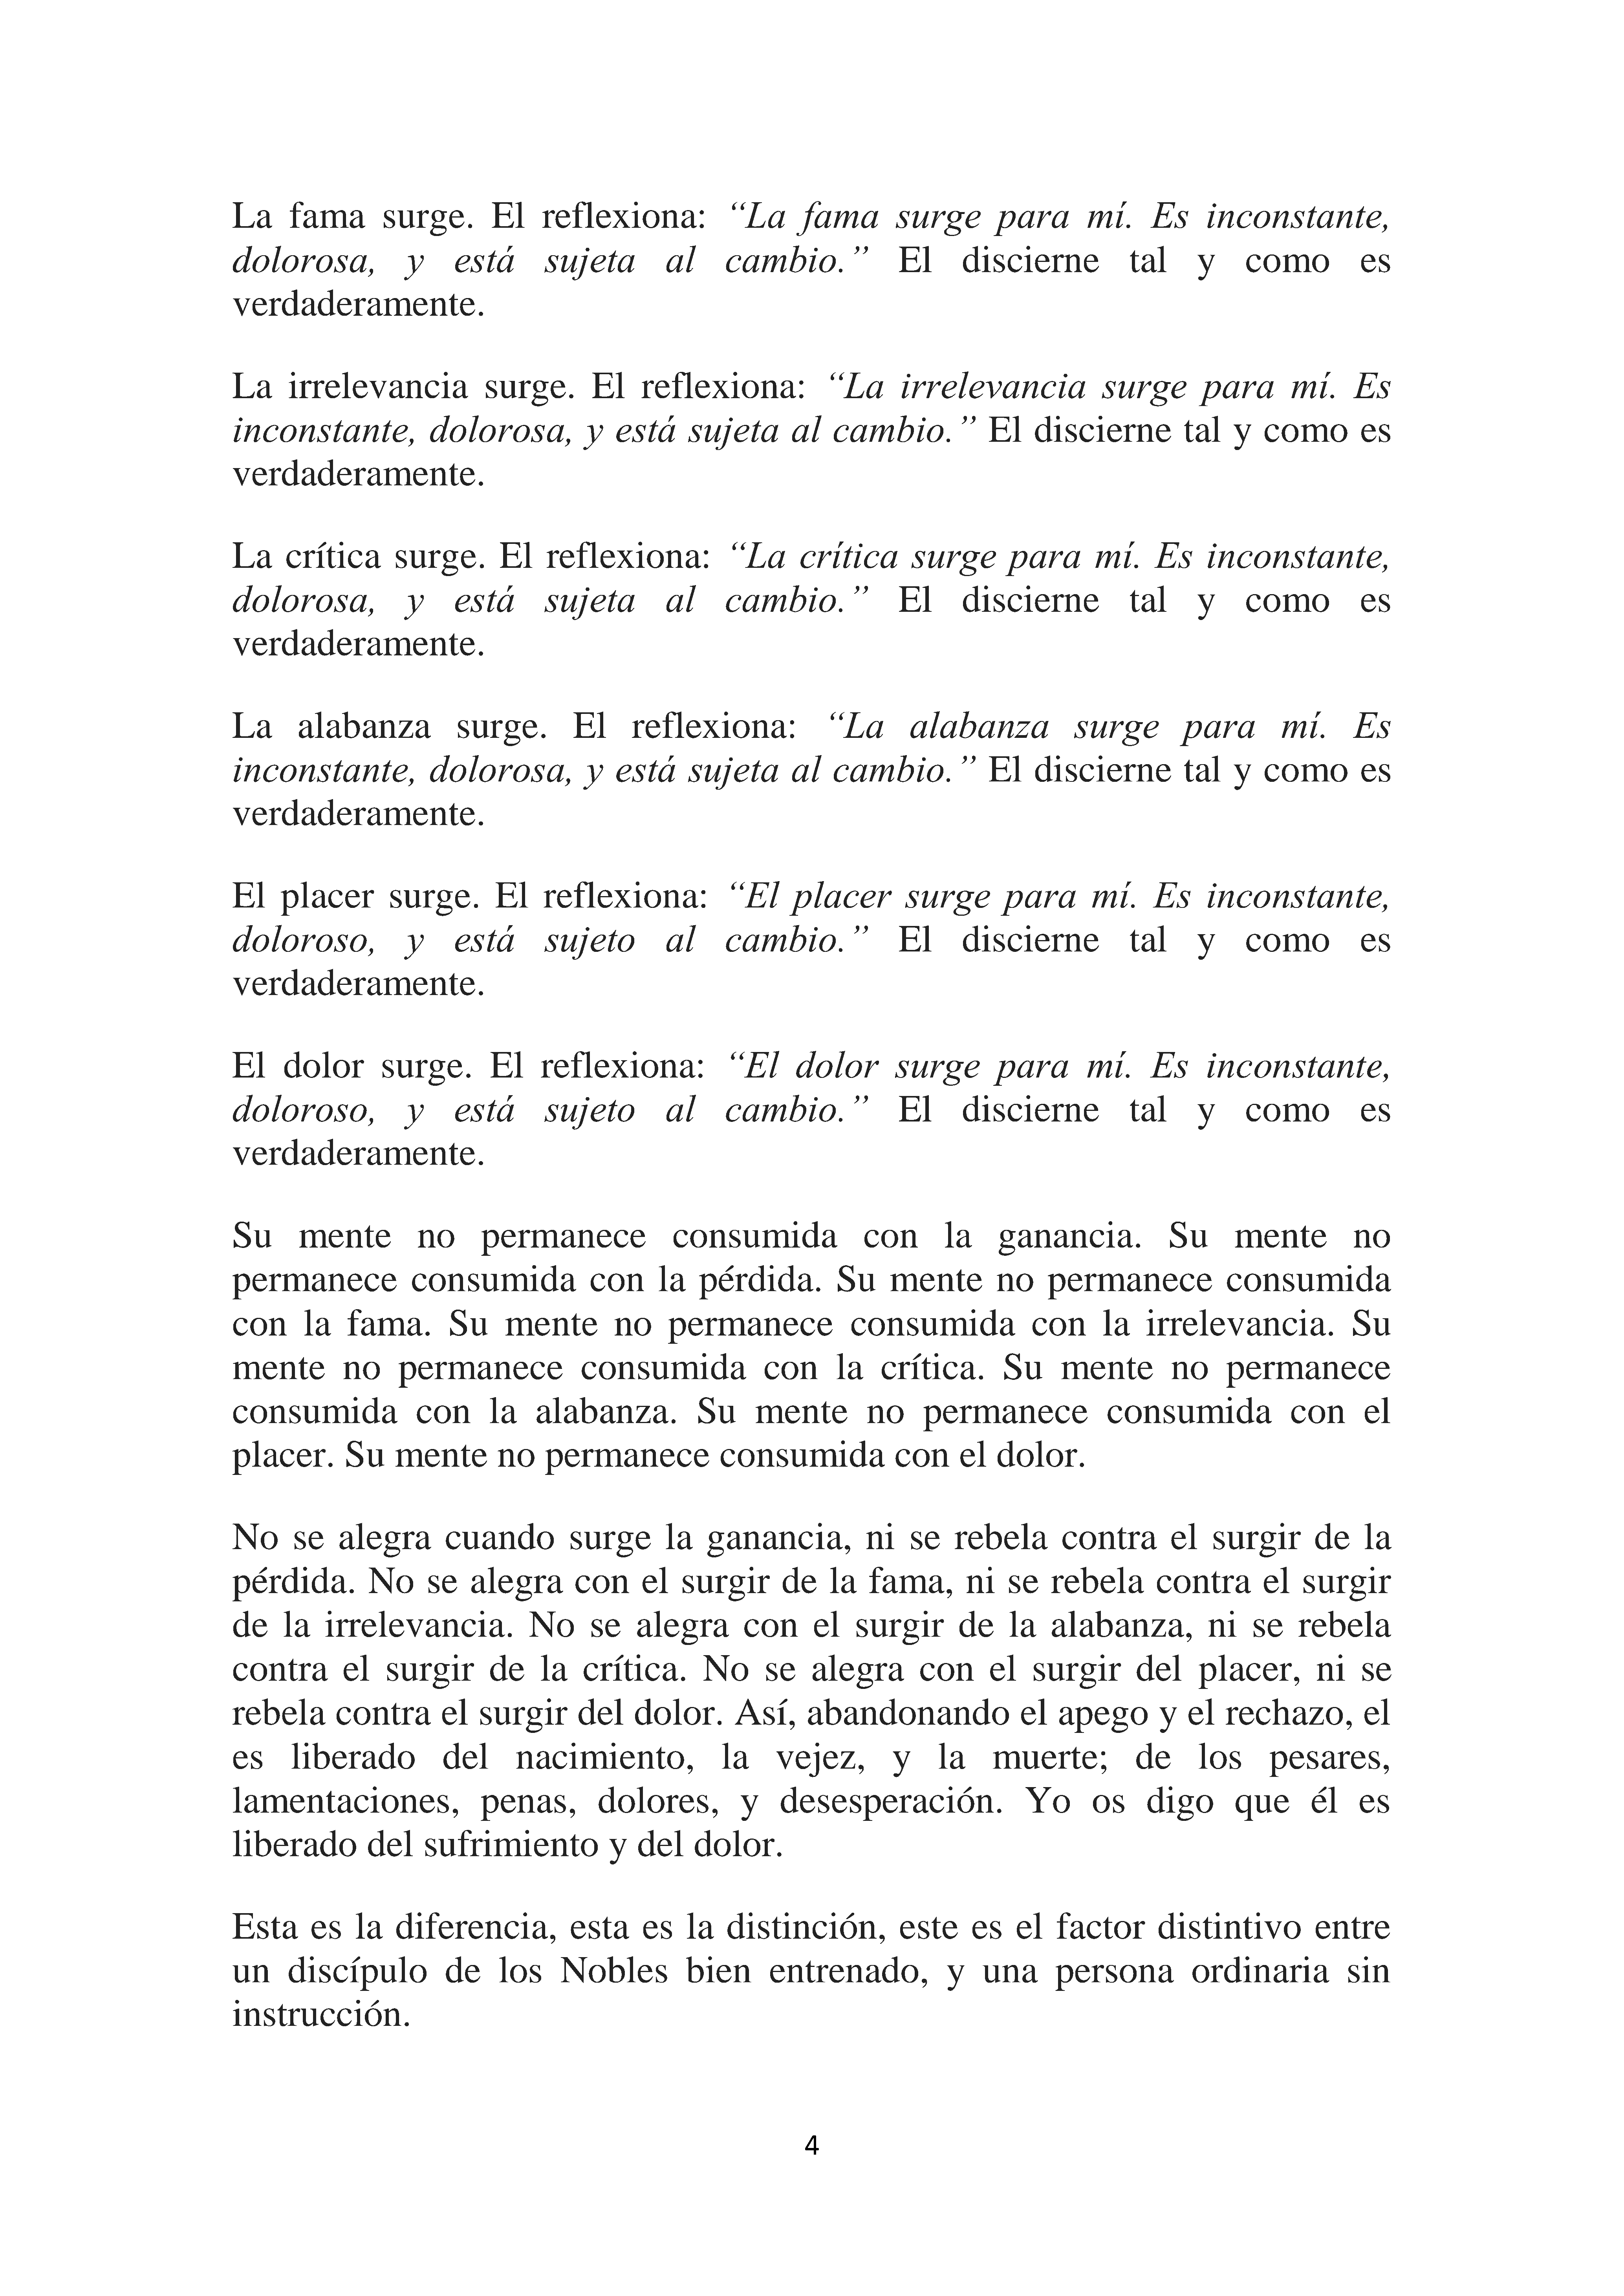 La fama surge. El reflexiona: “La fama surge para mí. Es inconstante,
dolorosa, y está sujeta al cambio.” El discierne tal y como es
verdaderamente.
La irrelevancia surge. El reflexiona: “La irrelevancia surge para mí. Es
inconstante, dolorosa, y está sujeta al cambio.” El discierne tal y como es
verdaderamente.
La crítica surge. El reflexiona: “La crítica surge para mí. Es inconstante,
dolorosa, y está sujeta al cambio.” El discierne tal y como es
verdaderamente.
La alabanza surge. El reflexiona: “La alabanza surge para mí. Es
inconstante, dolorosa, y está sujeta al cambio.” El discierne tal y como es
verdaderamente.
El placer surge. El reflexiona: “El placer surge para mí. Es inconstante,
doloroso, y está sujeto al cambio.” El discierne tal y como es
verdaderamente.
El dolor surge. El reflexiona: “El dolor surge para mí. Es inconstante,
doloroso, y está sujeto al cambio.” El discierne tal y como es
verdaderamente.
Su mente no permanece consumida con la ganancia. Su mente no
permanece consumida con la pérdida. Su mente no permanece consumida
con la fama. Su mente no permanece consumida con la irrelevancia. Su
mente no permanece consumida con la crítica. Su mente no permanece
consumida con la alabanza. Su mente no permanece consumida con el
placer. Su mente no permanece consumida con el dolor.
No se alegra cuando surge la ganancia, ni se rebela contra el surgir de la
pérdida. No se alegra con el surgir de la fama, ni se rebela contra el surgir
de la irrelevancia. No se alegra con el surgir de la alabanza, ni se rebela
contra el surgir de la crítica. No se alegra con el surgir del placer, ni se
rebela contra el surgir del dolor. Así, abandonando el apego y el rechazo, el
es liberado del nacimiento, la vejez, y la muerte; de los pesares,
lamentaciones, penas, dolores, y desesperación. Yo os digo que él es
liberado del sufrimiento y del dolor.
Esta es la diferencia, esta es la distinción, este es el factor distintivo entre
un discípulo de los Nobles bien entrenado, y una persona ordinaria sin
instrucción.
4